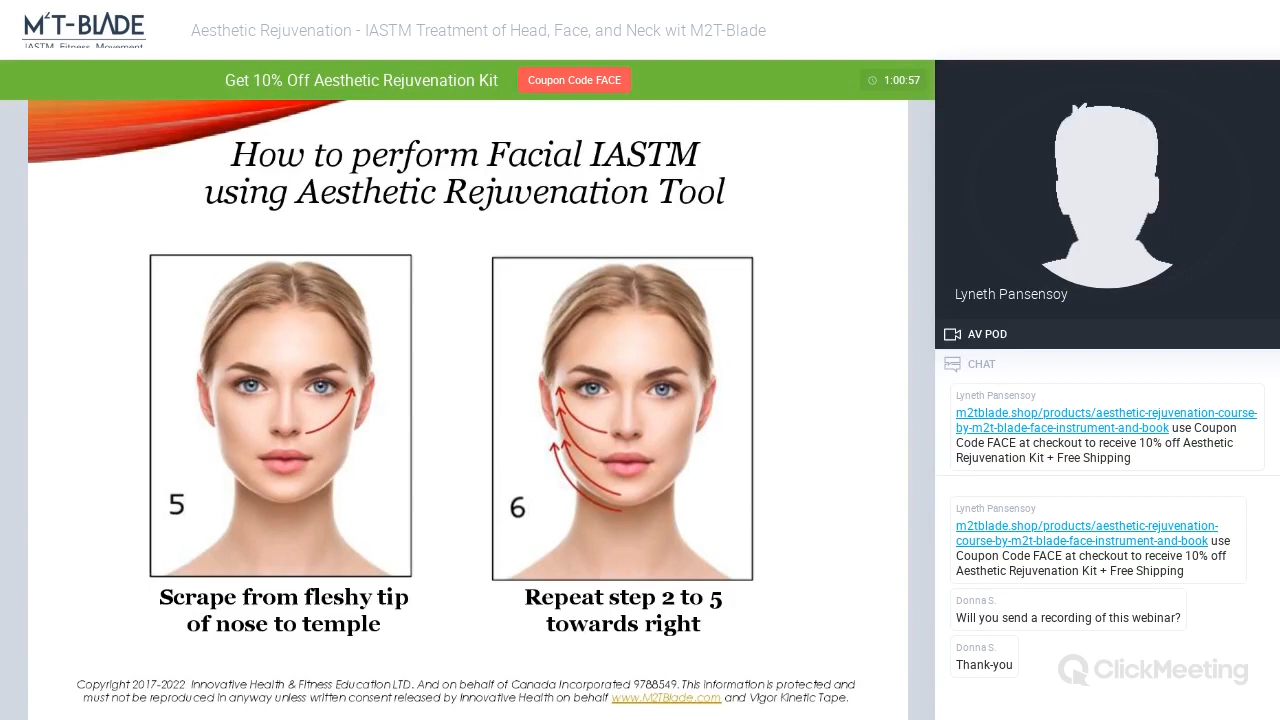 M²T-BLADE
IASTM Fitness Movement
Aesthetic Rejuvenation - IASTM Treatment of Head, Face, and Neck wit M2T-Blade
Get 10% Off Aesthetic Rejuvenation Kit
Coupon Code FACE
1:00:57
How to perform Facial IASTM
using Aesthetic Rejuvenation Tool
5
6
Scrape from fleshy tip
of nose to temple
Repeat step 2 to 5
towards right
Copyright 2017-2022 Innovative Health & Fitness Education LTD. And on behalf of Canada Incorporated 9788549. This information is protected and
must not be reproduced in anyway unless written consent released by Innovative Health on behalf www.M2TBlade.com and Vigor Kinetic Tape.
Lyneth Pansensoy
AV POD
CHAT
Lyneth Pansensoy
m2tblade.shop/products/aesthetic-rejuvenation-course-
by-m2t-blade-face-instrument-and-book use Coupon
Code FACE at checkout to receive 10% off Aesthetic
Rejuvenation Kit + Free Shipping
Lyneth Pansensoy
m2tblade.shop/products/aesthetic-rejuvenation-
course-by-m2t-blade-face-instrument-and-book use
Coupon Code FACE at checkout to receive 10% off
Aesthetic Rejuvenation Kit + Free Shipping
Donna S.
Will you send a recording of this webinar?
Donna S.
Thank-you
ClickMeeting